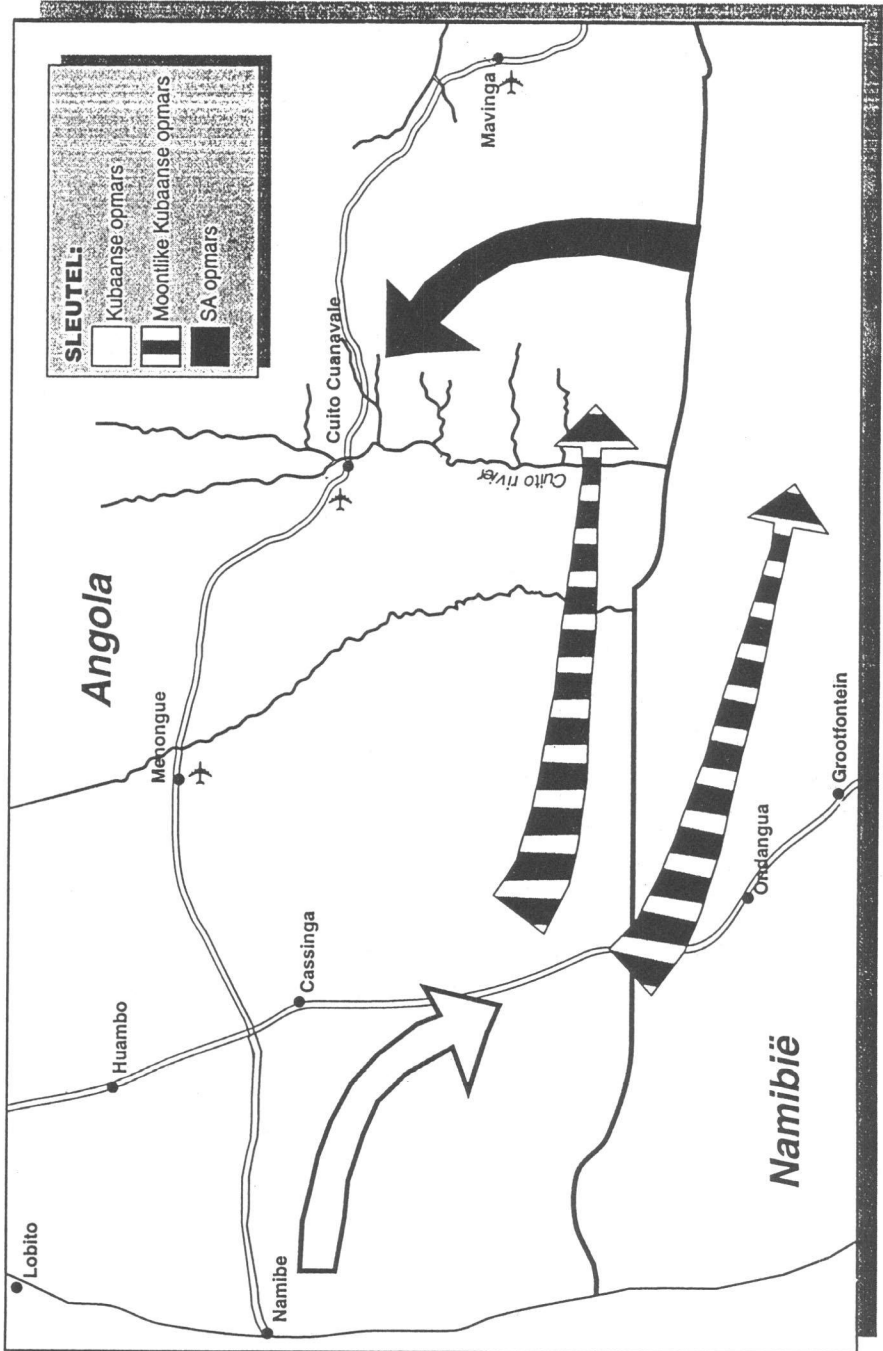 SLEUTEL:
Kubaanse opmars
Moontlike Kubaanse opmars
SA opmars
Lobito
Huambo
Angola
Menongue
Namibe
Cassinga
Cuito Cuanavale
Mavinga
Cuito rivier
Ondangua
Grootfontein
Namibië